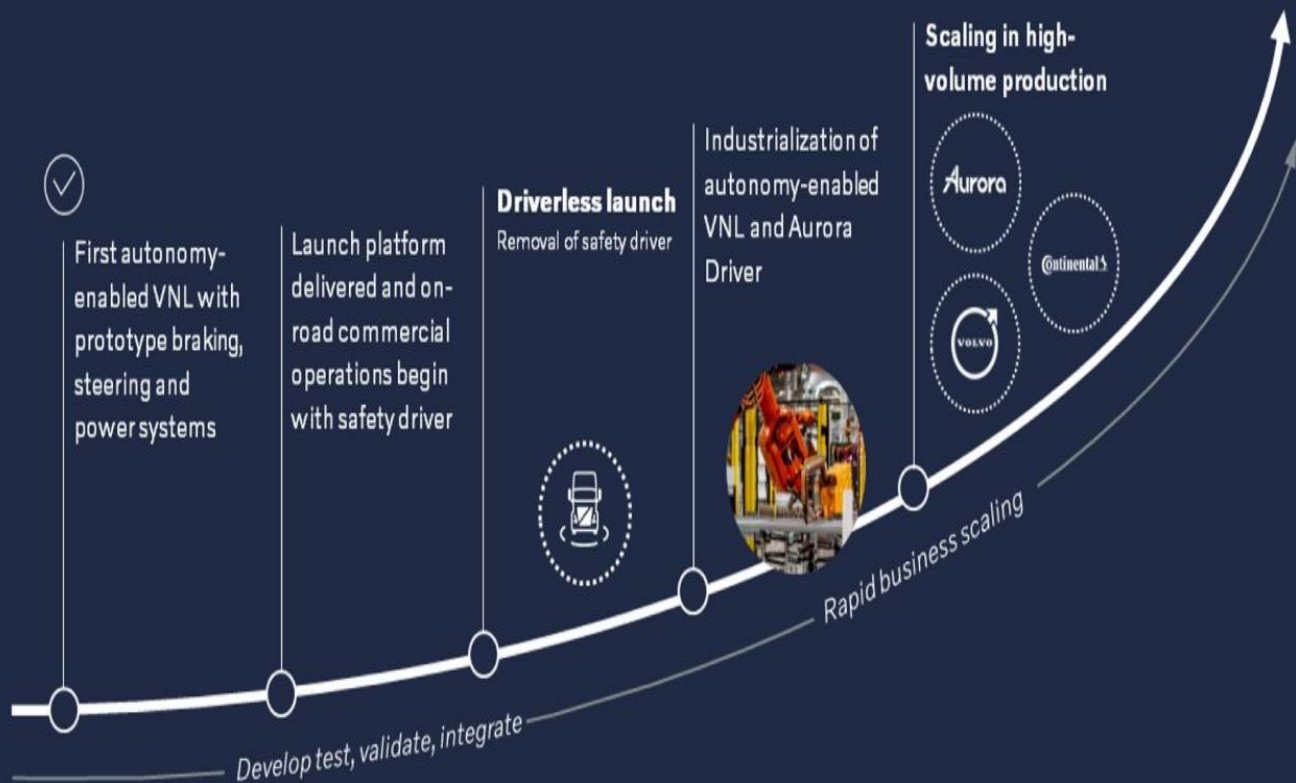 First autonomy-
enabled VNL with
prototype braking,
steering and
power systems
Launch platform
delivered and on-
road commercial
operations begin
with safety driver
Driverless launch
Removal of safety driver
Industrialization of
autonomy-enabled
VNL and Aurora
Driver
Scaling in high-
volume production
Aurora
Continental
VOLVO
Develop test, validate, integrate
Rapid business scaling